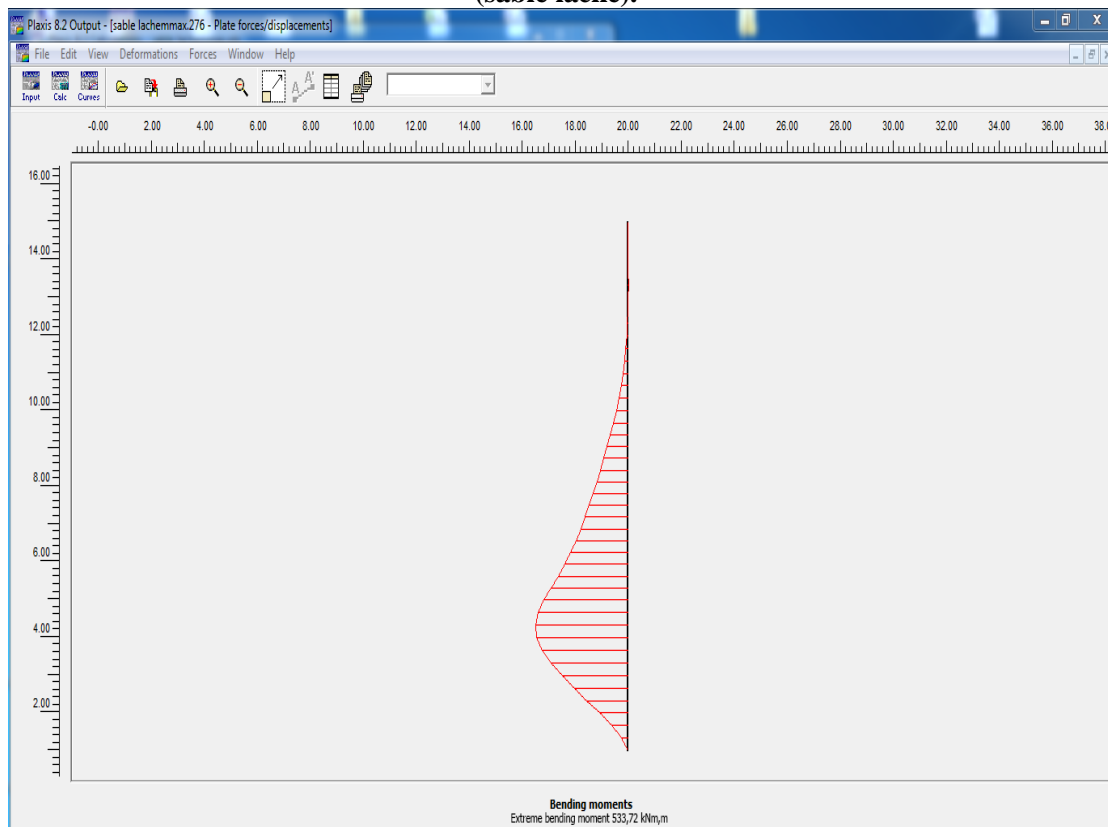 (sable lâche).
Plaxis 8.2 Output - [sable lachemmax.276 - Plate forces/displacements]
File Edit View Deformations Forces Window Help
Input Calc Curves
-0.00 2.00 4.00 6.00 8.00 10.00 12.00 14.00 16.00 18.00 20.00 22.00 24.00 26.00 28.00 30.00 32.00 34.00 36.00 38.0
16.00
14.00
12.00
10.00
8.00
6.00
4.00
2.00
Bending moments
Extreme bending moment 533,72 kNm,m